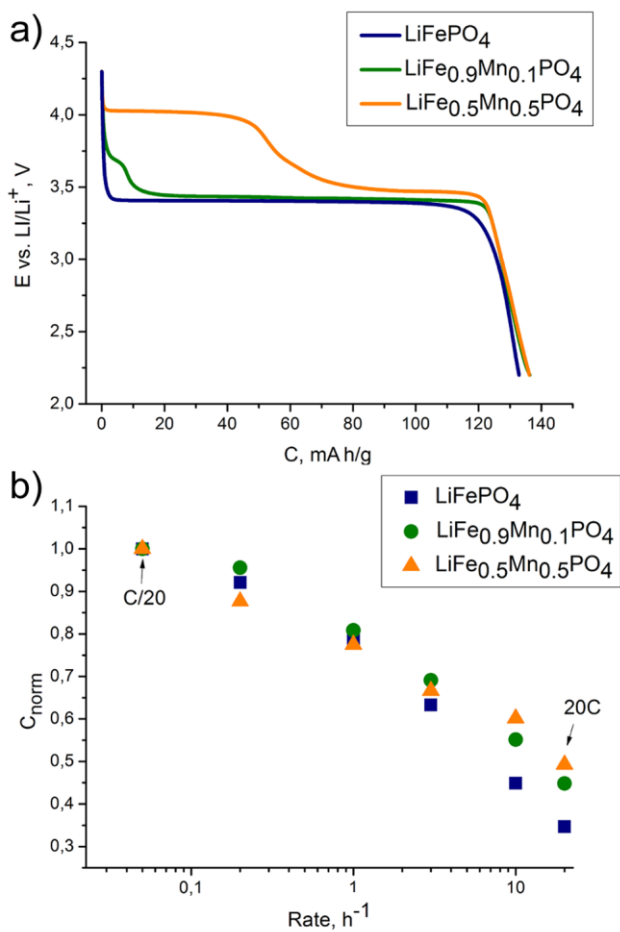 a)
LiFePO4
LiFe0.9Mn0.1PO4
LiFe0.5Mn0.5PO4
E vs. LI/Li+, V
4,0
3,5
3,0
2,5
2,0
0 20 40 60 80 100 120 140
C, mA h/g
b)
LiFePO4
LiFe0.9Mn0.1PO4
LiFe0.5Mn0.5PO4
Cnorm
1,1
1,0
0,9
0,8
0,7
0,6
0,5
0,4
0,3
C/20
20C
0,1 1 10
Rate, h-1